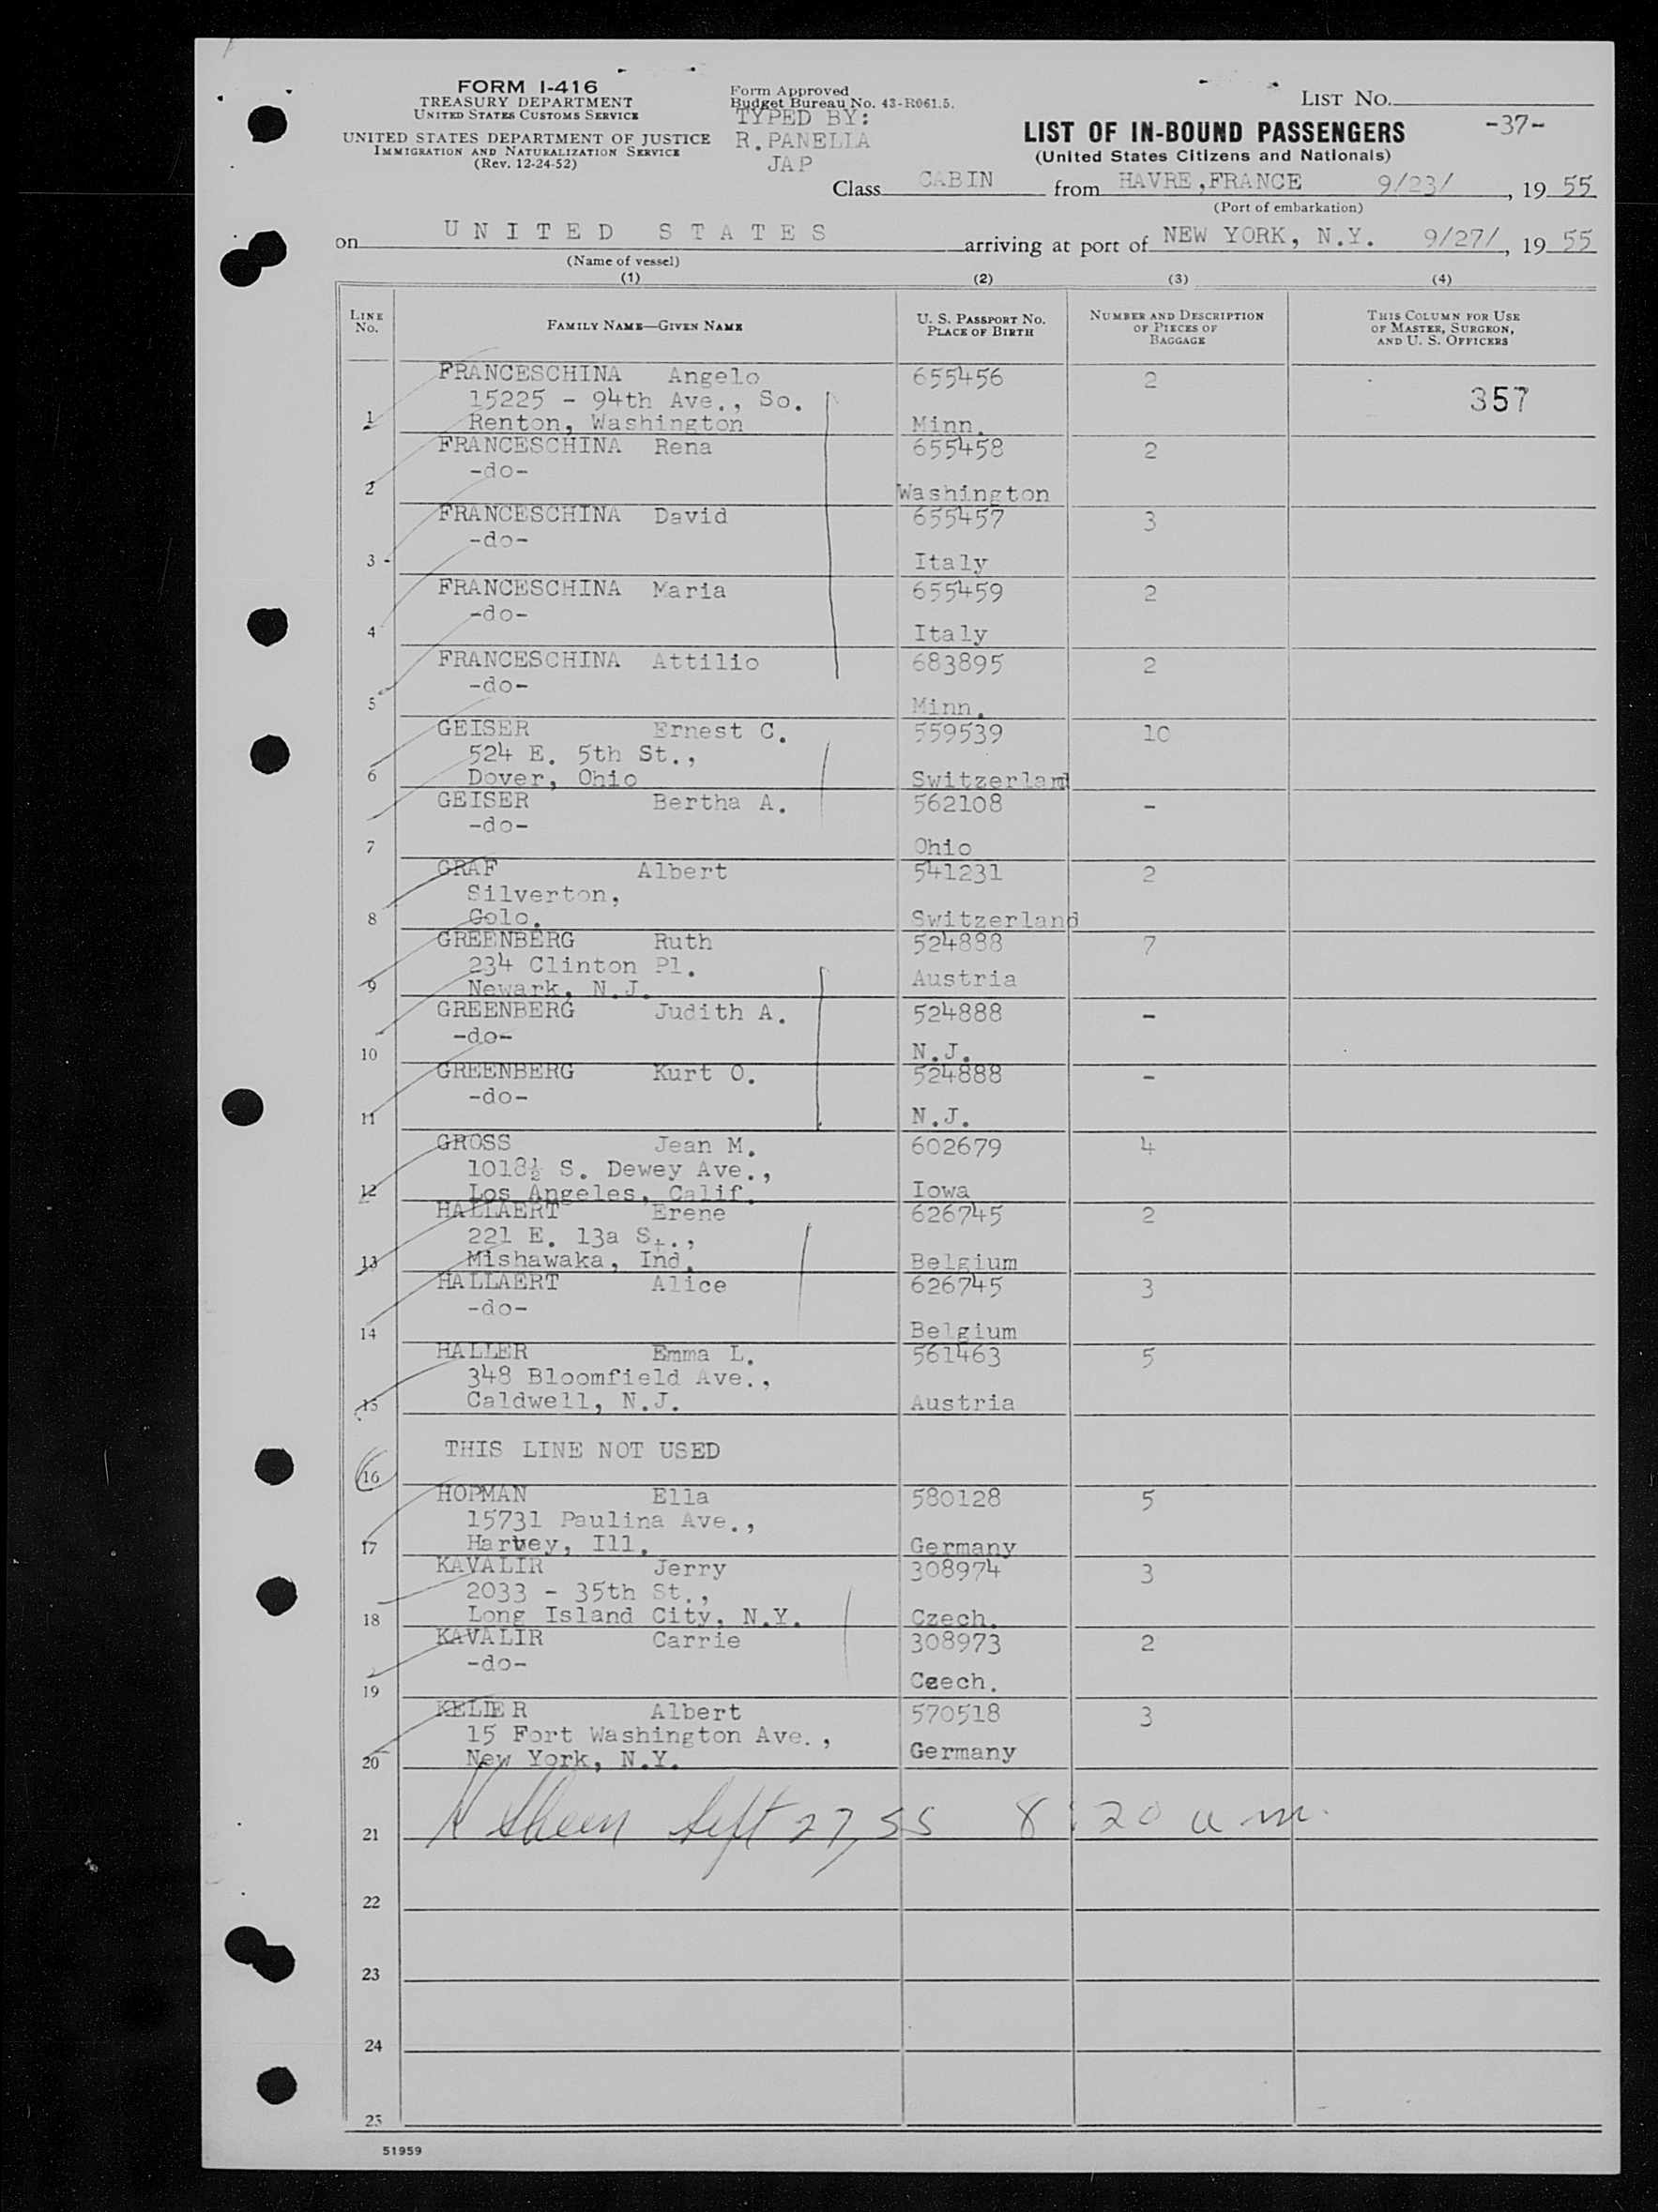 FORM I-416
TREASURY DEPARTMENT
UNITED STATES CUSTOMS SERVICE
UNITED STATES DEPARTMENT OF JUSTICE
IMMIGRATION AND NATURALIZATION SERVICE
(Rev. 12-24-52)
Form Approved
Budget Bureau No. 43-R061.5.
TYPED BY:
R.PANELLA
JAP
LIST NO.
-37-
LIST OF IN-BOUND PASSENGERS
(United States Citizens and Nationals)
Class CABIN from HAVRE,FRANCE 9/23/, 19 55
(Port of embarkation)
on UNITED STATES arriving at port of NEW YORK, N.Y. 9/27/, 19 55
(Name of vessel)
(1) (2) (3) (4)
LINE NO. FAMILY NAME—GIVEN NAME U. S. PASSPORT NO. PLACE OF BIRTH NUMBER AND DESCRIPTION OF PIECES OF BAGGAGE THIS COLUMN FOR USE OF MASTER, SURGEON, AND U. S. OFFICERS
FRANCESCHINA Angelo 655456 2
15225 - 94th Ave., So. 357
1 Renton, Washington Minn.
FRANCESCHINA Rena 655458 2
-do-
2 Washington
FRANCESCHINA David 655457 3
-do-
3 - Italy
FRANCESCHINA Maria 655459 2
-do-
4 Italy
FRANCESCHINA Attilio 683895 2
-do-
5 Minn.
GEISER Ernest C. 559539 10
524 E. 5th St.,
6 Dover, Ohio Switzerland
GEISER Bertha A. 562108 -
-do-
7 Ohio
GRAF Albert 541231 2
Silverton,
8 Colo. Switzerland
GREENBERG Ruth 524888 7
234 Clinton Pl. Austria
9 Newark, N.J.
GREENBERG Judith A. 524888 -
-do-
10 N.J.
GREENBERG Kurt O. 524888 -
-do-
11 N.J.
GROSS Jean M. 602679 4
1018½ S. Dewey Ave.,
12 Los Angeles, Calif. Iowa
HALLAERT Erene 626745 2
221 E. 13a St.,
13 Mishawaka, Ind. Belgium
HALLAERT Alice 626745 3
-do-
14 Belgium
HALLER Emma L. 561463 5
348 Bloomfield Ave.,
15 Caldwell, N.J. Austria
THIS LINE NOT USED
16
HOPMAN Ella 580128 5
15731 Paulina Ave.,
17 Harvey, Ill. Germany
KAVALIR Jerry 308974 3
2033 - 35th St.,
18 Long Island City, N.Y. Czech.
KAVALIR Carrie 308973 2
-do-
19 Czech.
KELLER Albert 570518 3
15 Fort Washington Ave., Germany
20 New York, N.Y.
21 Sept 27, 55 8:20 am.
22
23
24
25
51959